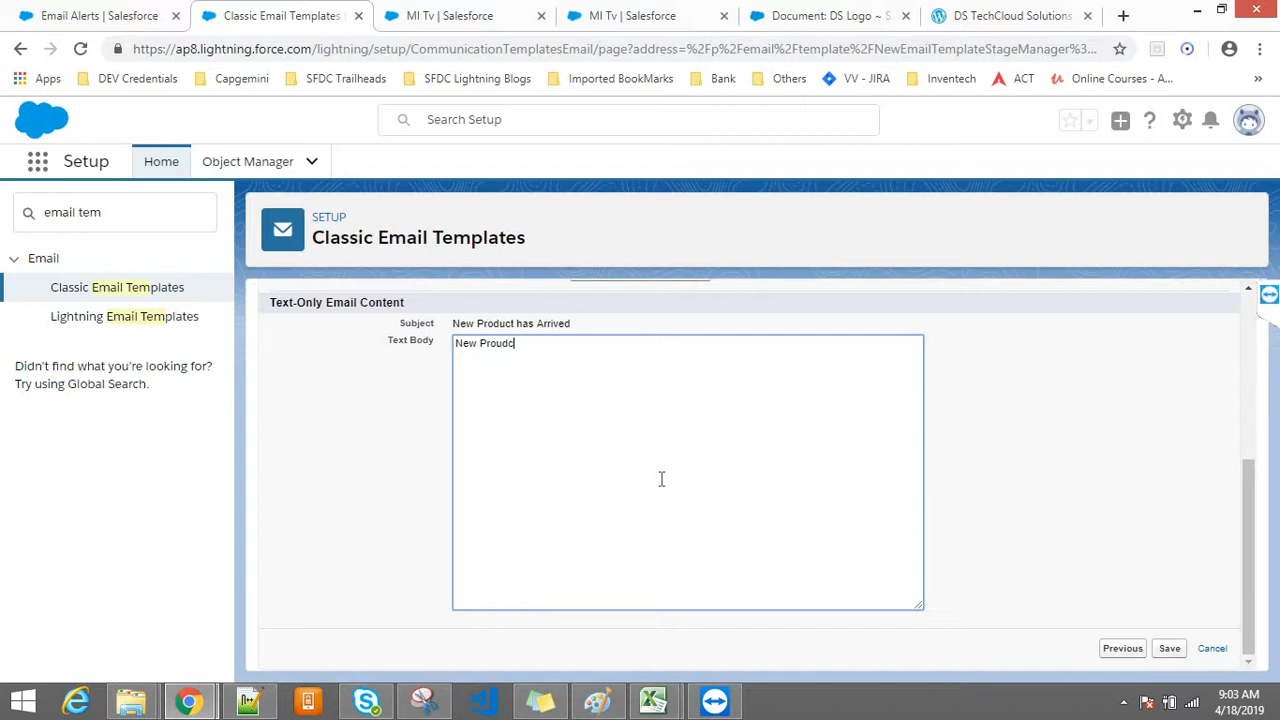 Email Alerts | Salesforce
Classic Email Templates |
MI Tv | Salesforce
MI Tv | Salesforce
Document: DS Logo ~ S
DS TechCloud Solutions
https://ap8.lightning.force.com/lightning/setup/CommunicationTemplatesEmail/page?address=%2Fp%2Femail%2Ftemplate%2FNewEmailTemplateStageManager%3...
Apps
DEV Credentials
Capgemini
SFDC Trailheads
SFDC Lightning Blogs
Imported BookMarks
Bank
Others
VV - JIRA
Inventech
ACT
Online Courses - A...
»
Search Setup
Setup
Home
Object Manager
email tem
SETUP
Classic Email Templates
Email
Classic Email Templates
Lightning Email Templates
Didn't find what you're looking for?
Try using Global Search.
Text-Only Email Content
Subject
New Product has Arrived
Text Body
New Proudc
Previous
Save
Cancel
9:03 AM
4/18/2019